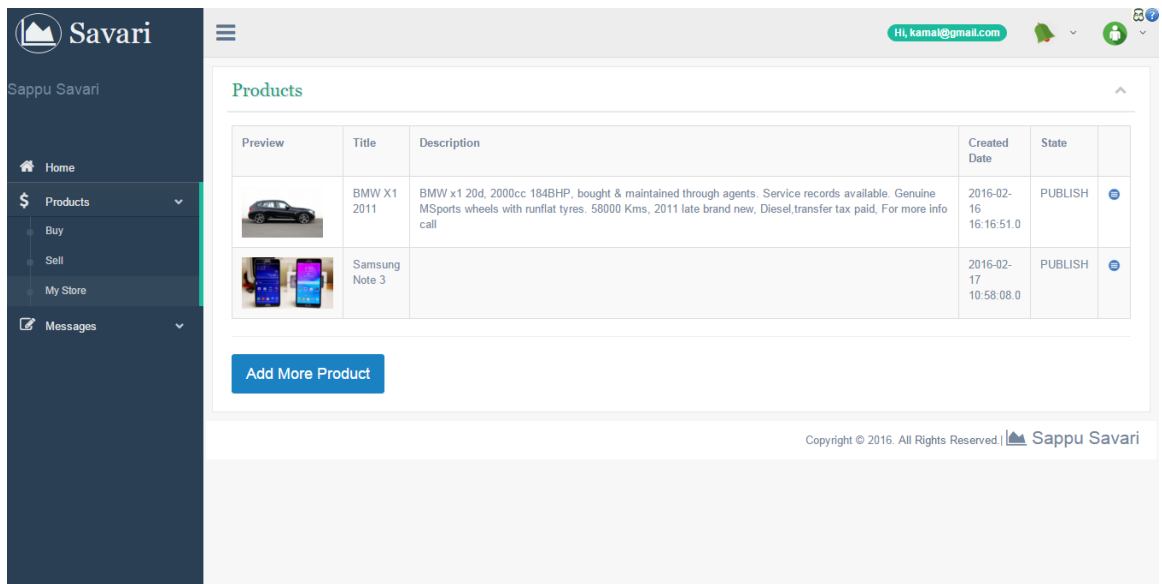 Savari
Hi, kamal@gmail.com
Sappu Savari
Home
Products
Buy
Sell
My Store
Messages
Products
Preview
Title
Description
Created
Date
State
BMW X1
2011
BMW x1 20d, 2000cc 184BHP, bought & maintained through agents. Service records available. Genuine
MSports wheels with runflat tyres. 58000 Kms, 2011 late brand new, Diesel,transfer tax paid, For more info
call
2016-02-
16
16:16:51.0
PUBLISH
Samsung
Note 3
2016-02-
17
10:58:08.0
PUBLISH
Add More Product
Copyright © 2016. All Rights Reserved.| Sappu Savari